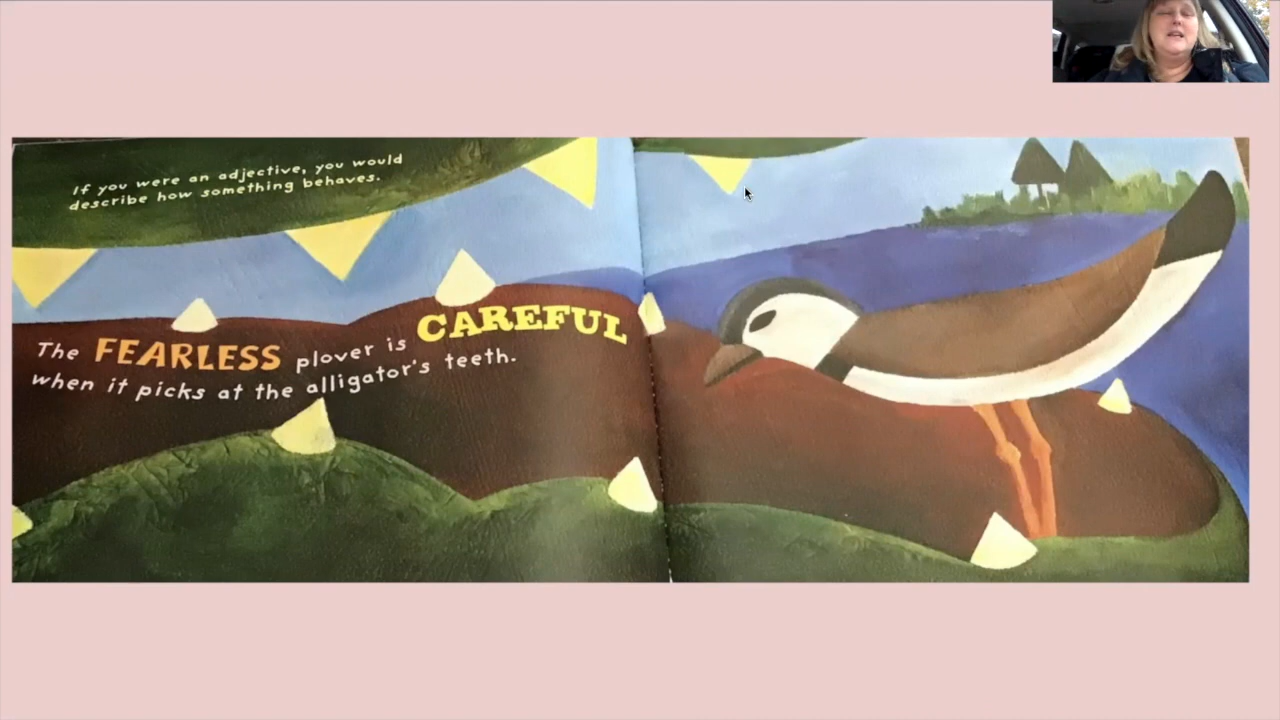 If you were an adjective, you would
describe how something behaves.
The FEARLESS plover is CAREFUL
when it picks at the alligator's teeth.